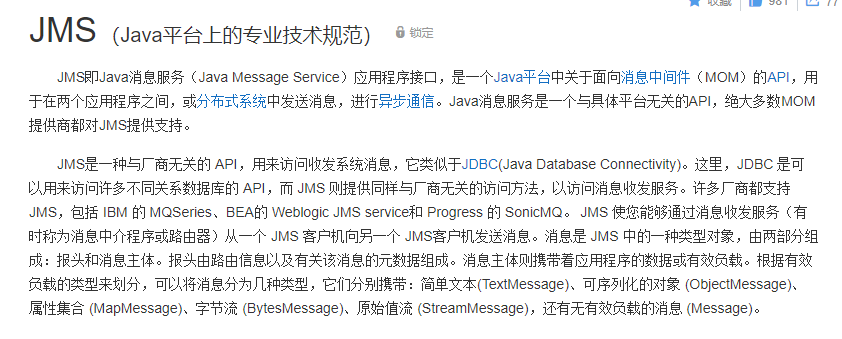 收藏 981 77
JMS（Java平台上的专业技术规范） 锁定
JMS即Java消息服务（Java Message Service）应用程序接口，是一个Java平台中关于面向消息中间件（MOM）的API，用
于在两个应用程序之间，或分布式系统中发送消息，进行异步通信。Java消息服务是一个与具体平台无关的API，绝大多数MOM
提供商都对JMS提供支持。
JMS是一种与厂商无关的 API，用来访问收发系统消息，它类似于JDBC(Java Database Connectivity)。这里，JDBC 是可
以用来访问许多不同关系数据库的 API，而 JMS 则提供同样与厂商无关的访问方法，以访问消息收发服务。许多厂商都支持
JMS，包括 IBM 的 MQSeries、BEA的 Weblogic JMS service和 Progress 的 SonicMQ。 JMS 使您能够通过消息收发服务（有
时称为消息中介程序或路由器）从一个 JMS 客户机向另一个 JMS客户机发送消息。消息是 JMS 中的一种类型对象，由两部分组
成：报头和消息主体。报头由路由信息以及有关该消息的元数据组成。消息主体则携带着应用程序的数据或有效负载。根据有效
负载的类型来划分，可以将消息分为几种类型，它们分别携带：简单文本(TextMessage)、可序列化的对象 (ObjectMessage)、
属性集合 (MapMessage)、字节流 (BytesMessage)、原始值流 (StreamMessage)，还有无有效负载的消息 (Message)。